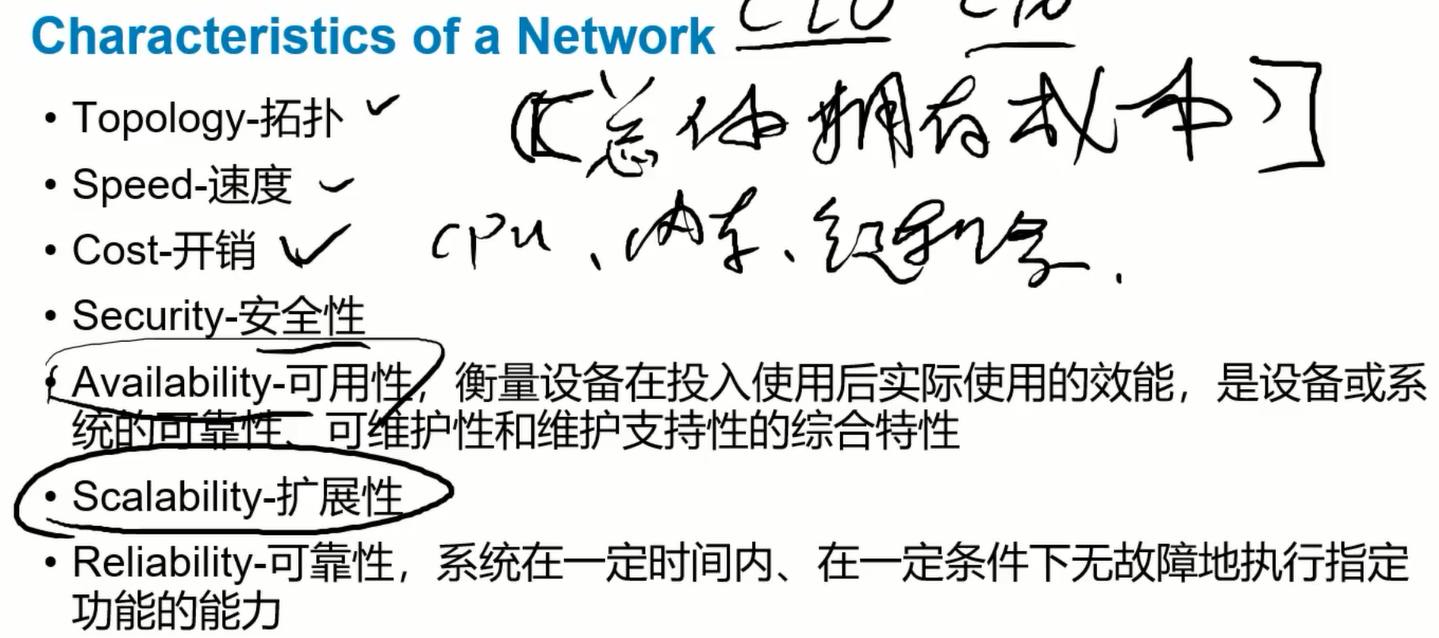 Characteristics of a Network
• Topology-拓扑
(【总体拥有成本)】
• Speed-速度
• Cost-开销
CPU、内存、
• Security-安全性
• Availability-可用性，衡量设备在投入使用后实际使用的效能，是设备或系
统的可靠性、可维护性和维护支持性的综合特性
• Scalability-扩展性
• Reliability-可靠性，系统在一定时间内、在一定条件下无故障地执行指定
功能的能力